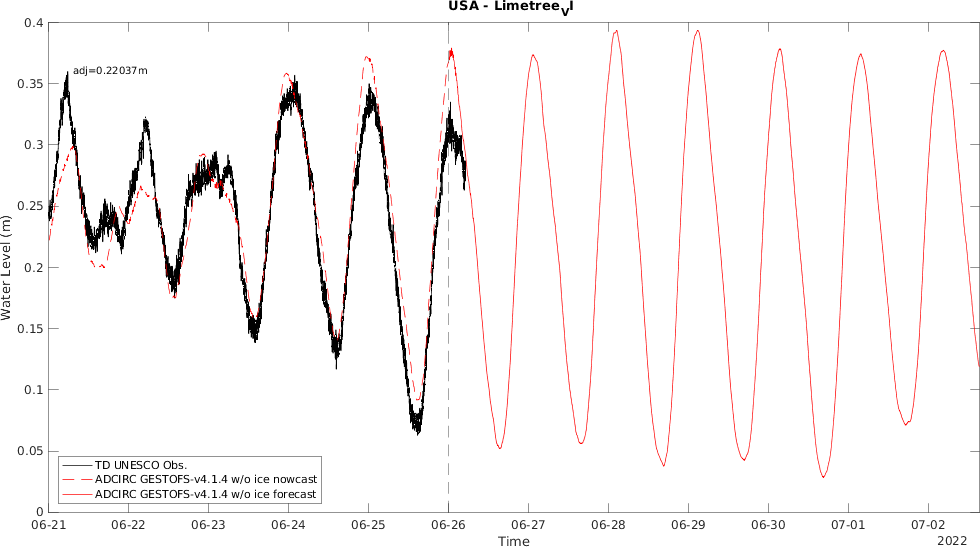 USA - Limetree_VI
0.4
0.35
0.3
0.25
0.2
0.15
0.1
0.05
0
Water Level (m)
adj=0.22037m
TD UNESCO Obs.
ADCIRC GESTOFS-v4.1.4 w/o ice nowcast
ADCIRC GESTOFS-v4.1.4 w/o ice forecast
06-21 06-22 06-23 06-24 06-25 06-26 06-27 06-28 06-29 06-30 07-01 07-02
Time
2022